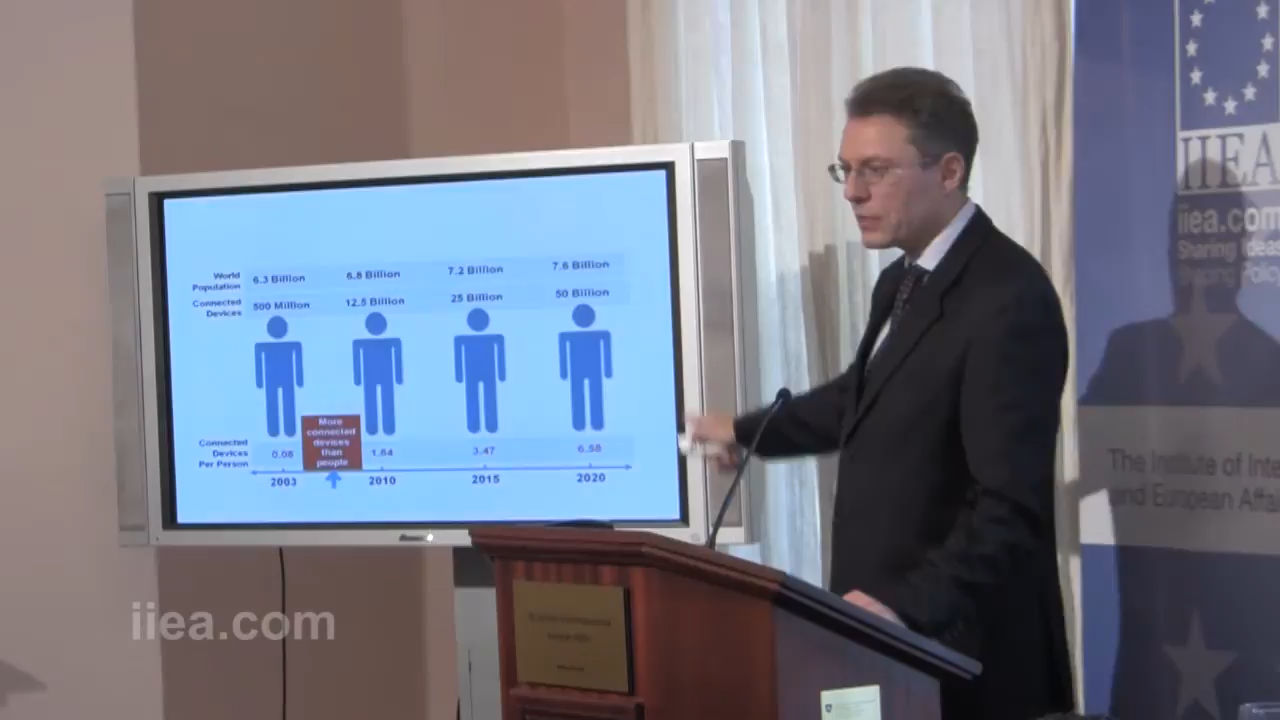 World
Population
6.3 Billion
6.8 Billion
7.2 Billion
7.6 Billion
Connected
Devices
500 Million
12.5 Billion
25 Billion
50 Billion
More
connected
devices
than
people
Connected
Devices
Per Person
0.08
1.84
3.47
6.58
2003
2010
2015
2020
IIEA
iiea.com
Sharing Ideas
Shaping Policy
The Institute of Inte
and European Affa
iiea.com